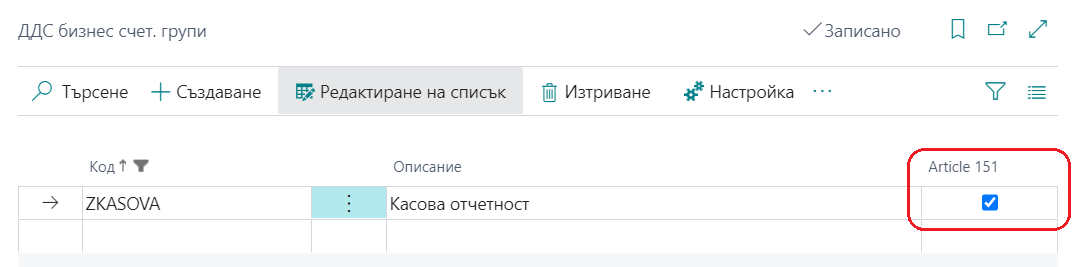 ДДС бизнес счет. групи
Записано
Търсене Създаване Редактиране на списък Изтриване Настройка ...
Код Описание Article 151
ZKASOVA Касова отчетност